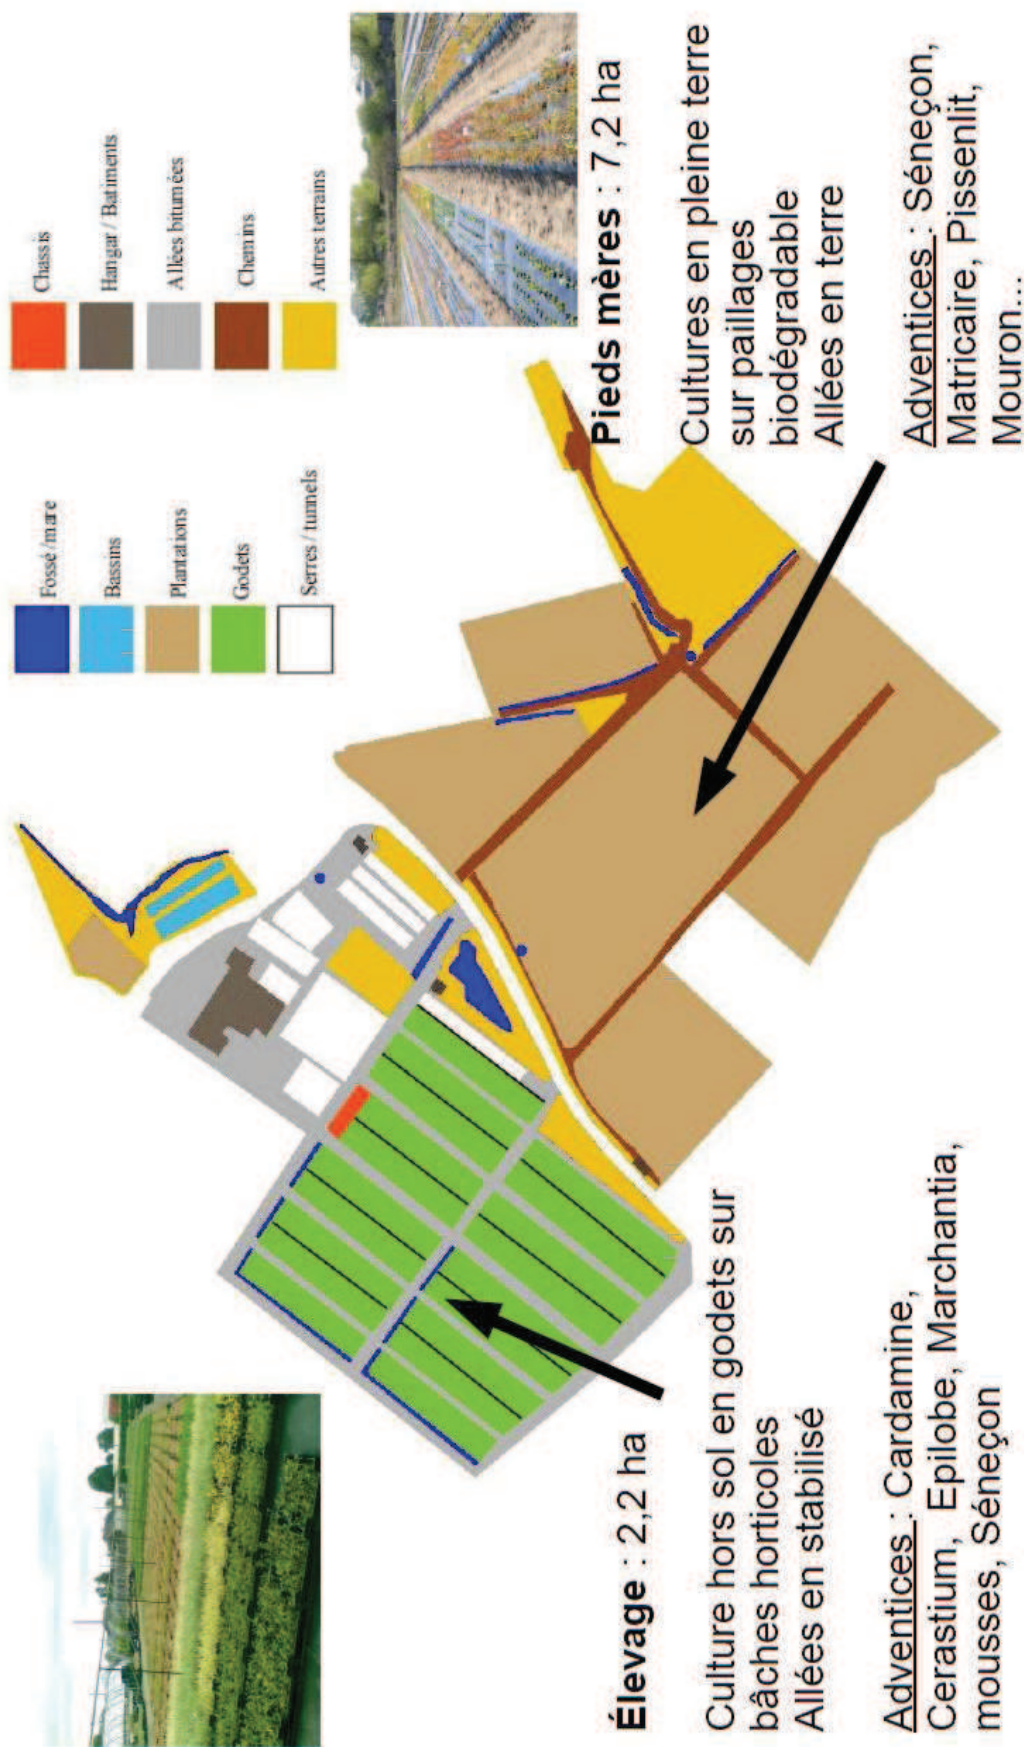 Fossé/mare
Bassins
Plantations
Godets
Serres / tunnels
Chassis
Hangar / Batiments
Allées bitumées
Chemins
Autres terrains
Élevage : 2,2 ha
Culture hors sol en godets sur
bâches horticoles
Allées en stabilisé
Adventices : Cardamine,
Cerastium, Epilobe, Marchantia,
mousses, Séneçon
Pieds mères : 7,2 ha
Cultures en pleine terre
sur paillages
biodégradable
Allées en terre
Adventices : Séneçon,
Matricaire, Pissenlit,
Mouron...